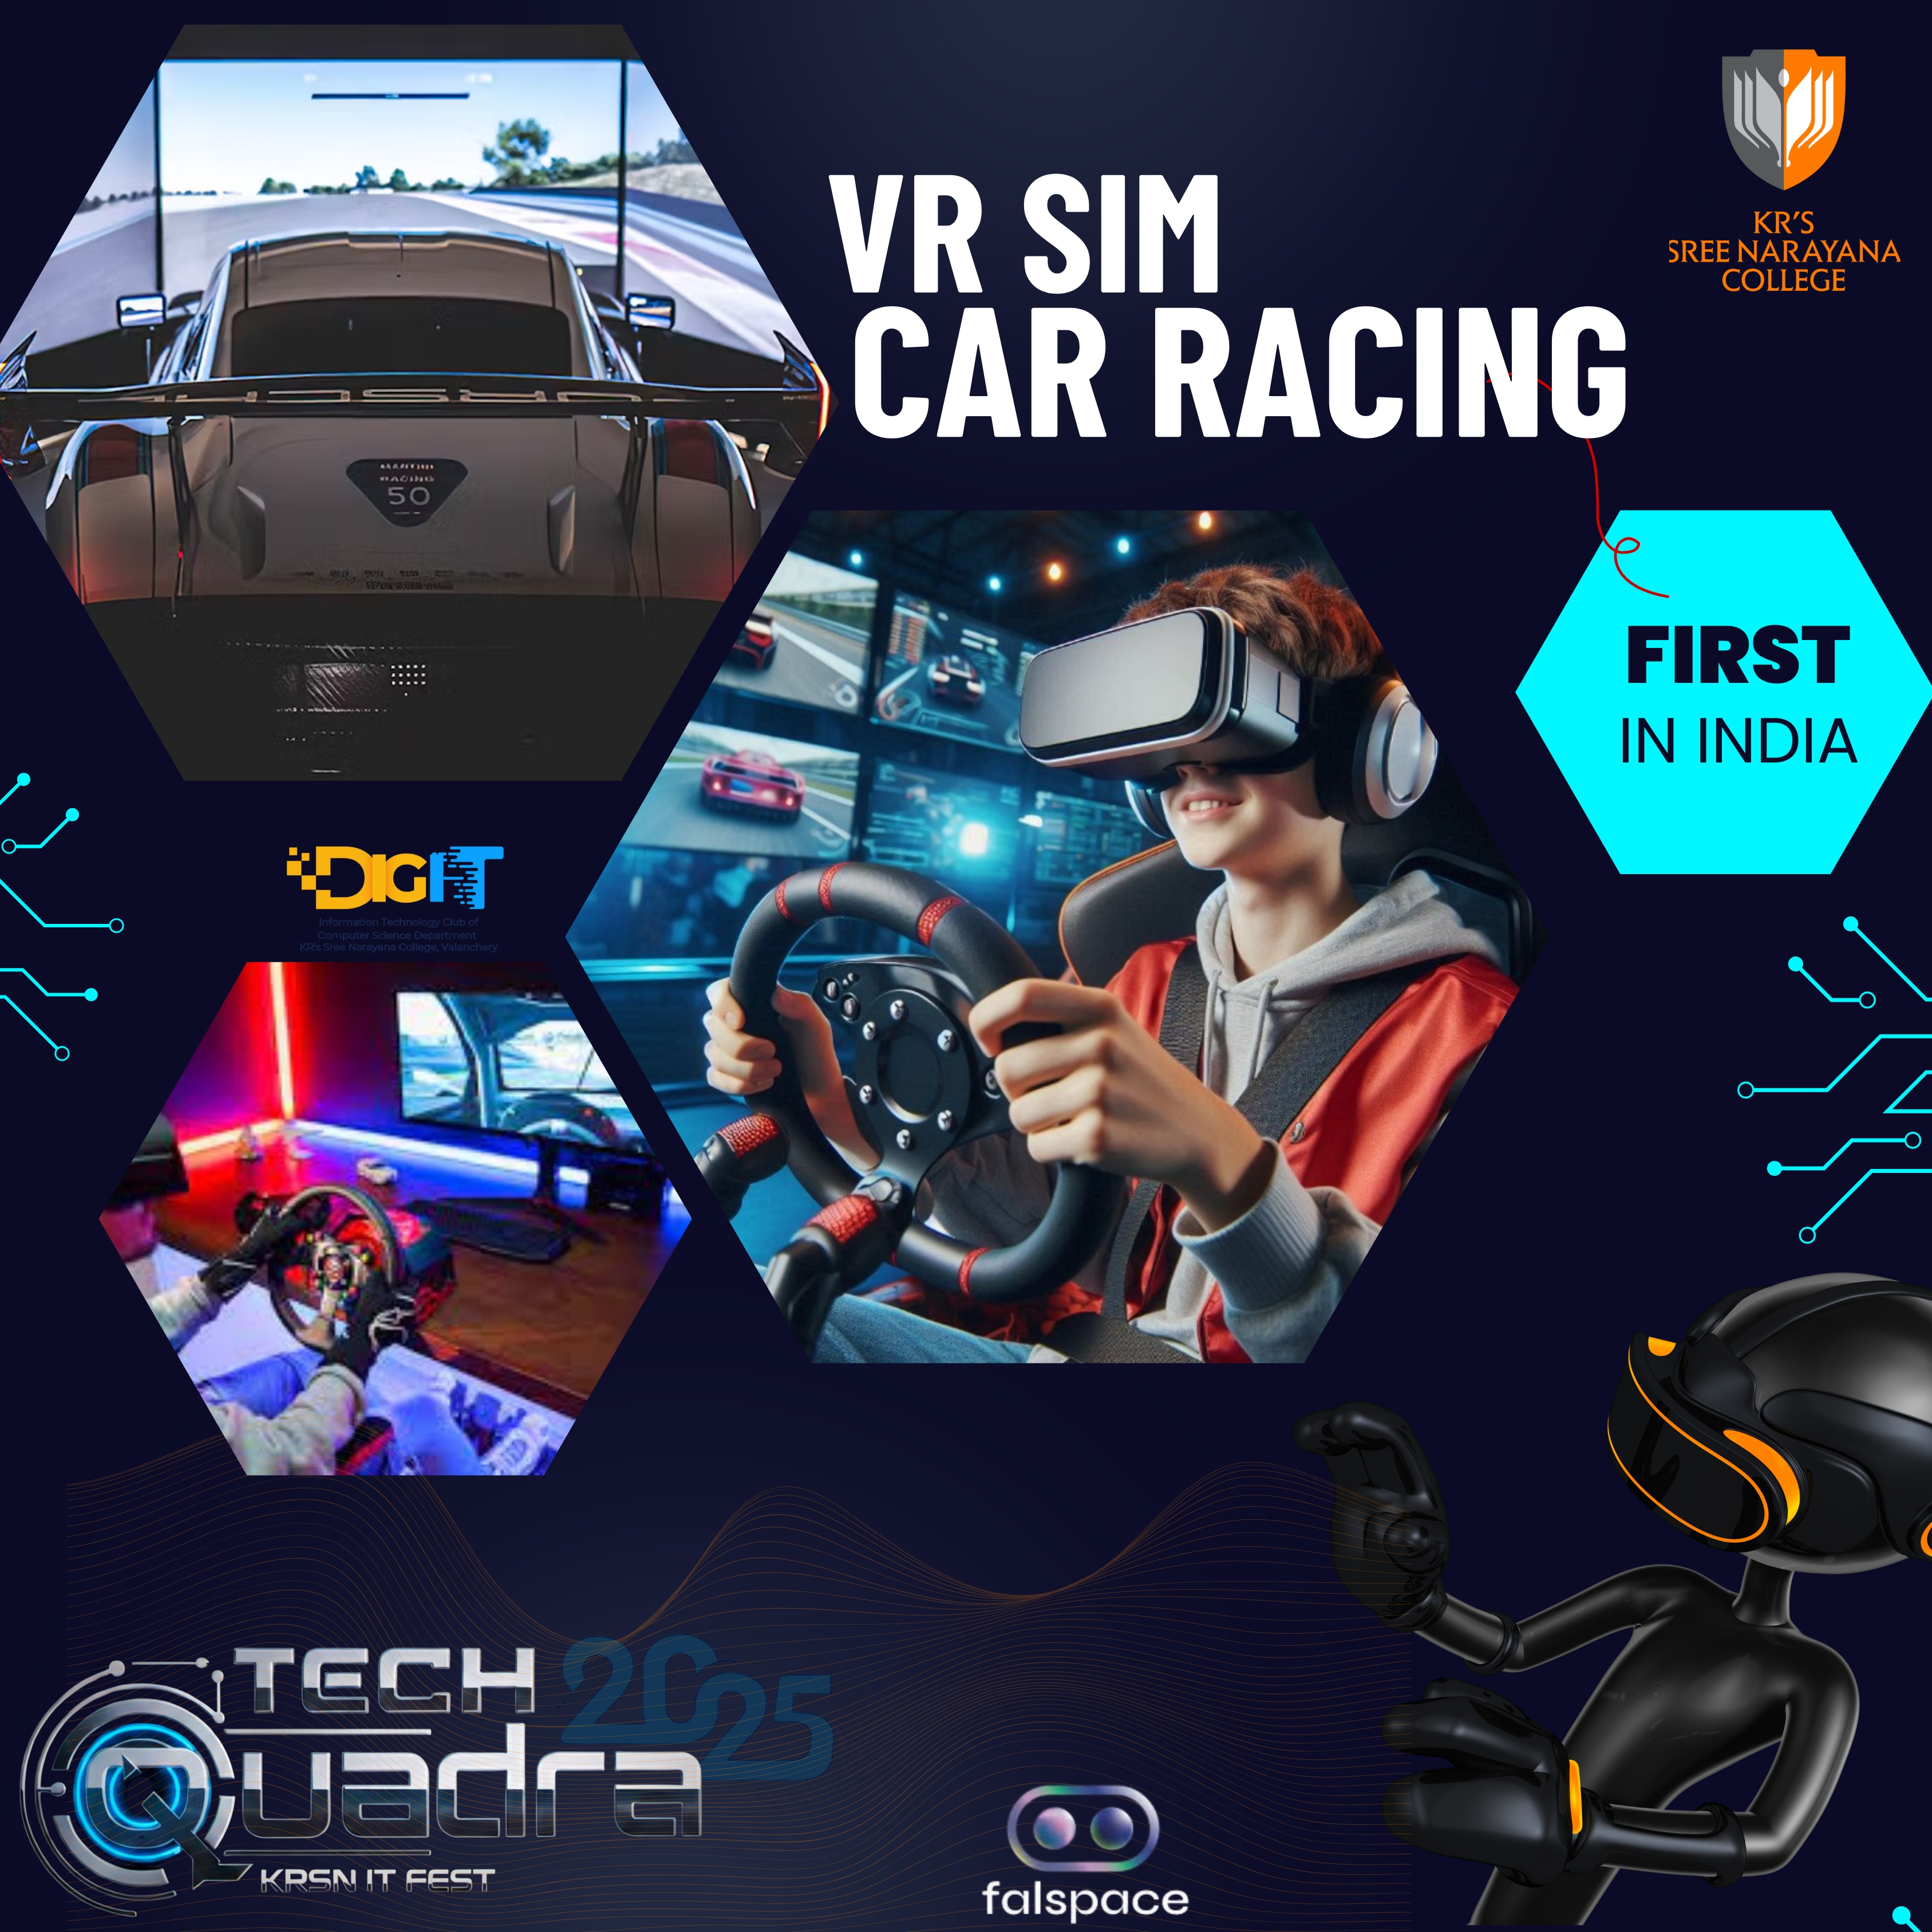 VR SIM
CAR RACING
KR'S
SREE NARAYANA
COLLEGE
FIRST
IN INDIA
RACING
50
DIGIT
Information Technology Club of
Computer Science Department
KR's Sree Narayana College, Valanchery
TECH
Quadra
2025
KRSN IT FEST
falspace